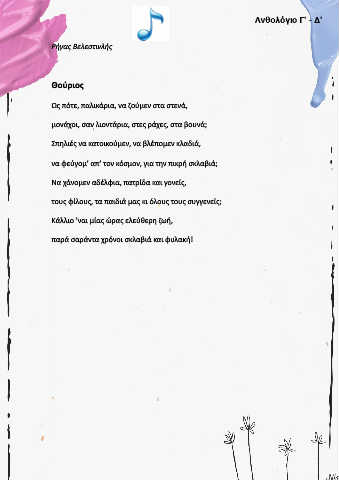 Ανθολόγιο Γ' - Δ'
Ρήγας Βελεστινλής
Θούριος
Ως πότε, παλικάρια, να ζούμεν στα στενά,
μονάχοι, σαν λιοντάρια, στες ράχες, στα βουνά;
Σπηλιές να κατοικούμεν, να βλέπομεν κλαδιά,
να φεύγομ' απ' τον κόσμον, για την πικρή σκλαβιά;
Να χάνομεν αδέλφια, πατρίδα και γονείς,
τους φίλους, τα παιδιά μας κι όλους τους συγγενείς;
Κάλλιο 'ναι μίας ώρας ελεύθερη ζωή,
παρά σαράντα χρόνοι σκλαβιά και φυλακή!